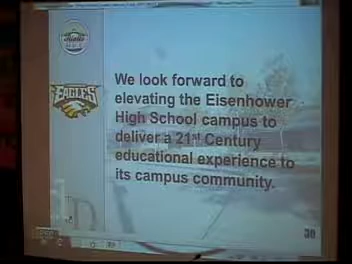 EAGLES
We look forward to
elevating the Eisenhower
High School campus to
deliver a 21st Century
educational experience to
its campus community.
30